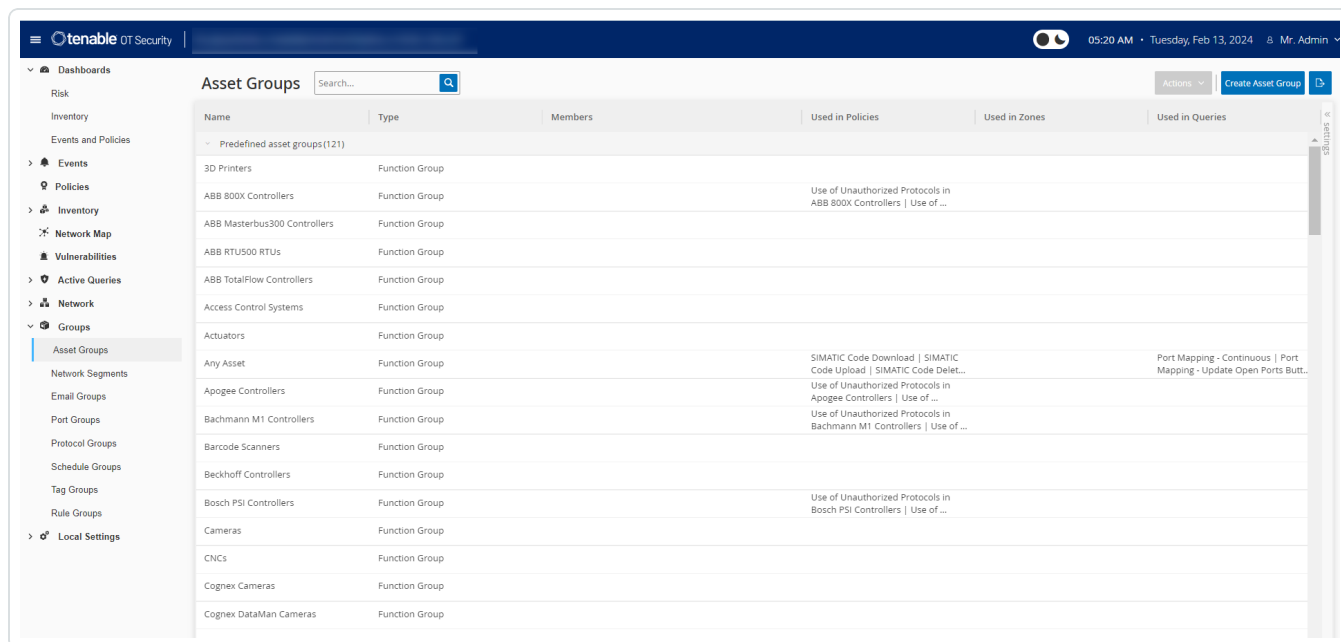 tenable OT Security
05:20 AM • Tuesday, Feb 13, 2024 Mr. Admin
Dashboards
Risk
Inventory
Events and Policies
Events
Policies
Inventory
Network Map
Vulnerabilities
Active Queries
Network
Groups
Asset Groups
Network Segments
Email Groups
Port Groups
Protocol Groups
Schedule Groups
Tag Groups
Rule Groups
Local Settings
Asset Groups Search... Actions Create Asset Group
settings
Name Type Members Used in Policies Used in Zones Used in Queries
Predefined asset groups (121)
3D Printers Function Group
ABB 800X Controllers Function Group Use of Unauthorized Protocols in
ABB 800X Controllers | Use of ...
ABB Masterbus300 Controllers Function Group
ABB RTU500 RTUs Function Group
ABB TotalFlow Controllers Function Group
Access Control Systems Function Group
Actuators Function Group
Any Asset Function Group SIMATIC Code Download | SIMATIC
Code Upload | SIMATIC Code Delet...
Port Mapping - Continuous | Port
Mapping - Update Open Ports Butt...
Apogee Controllers Function Group Use of Unauthorized Protocols in
Apogee Controllers | Use of ...
Bachmann M1 Controllers Function Group Use of Unauthorized Protocols in
Bachmann M1 Controllers | Use of ...
Barcode Scanners Function Group
Beckhoff Controllers Function Group
Bosch PSI Controllers Function Group Use of Unauthorized Protocols in
Bosch PSI Controllers | Use of ...
Cameras Function Group
CNCs Function Group
Cognex Cameras Function Group
Cognex DataMan Cameras Function Group